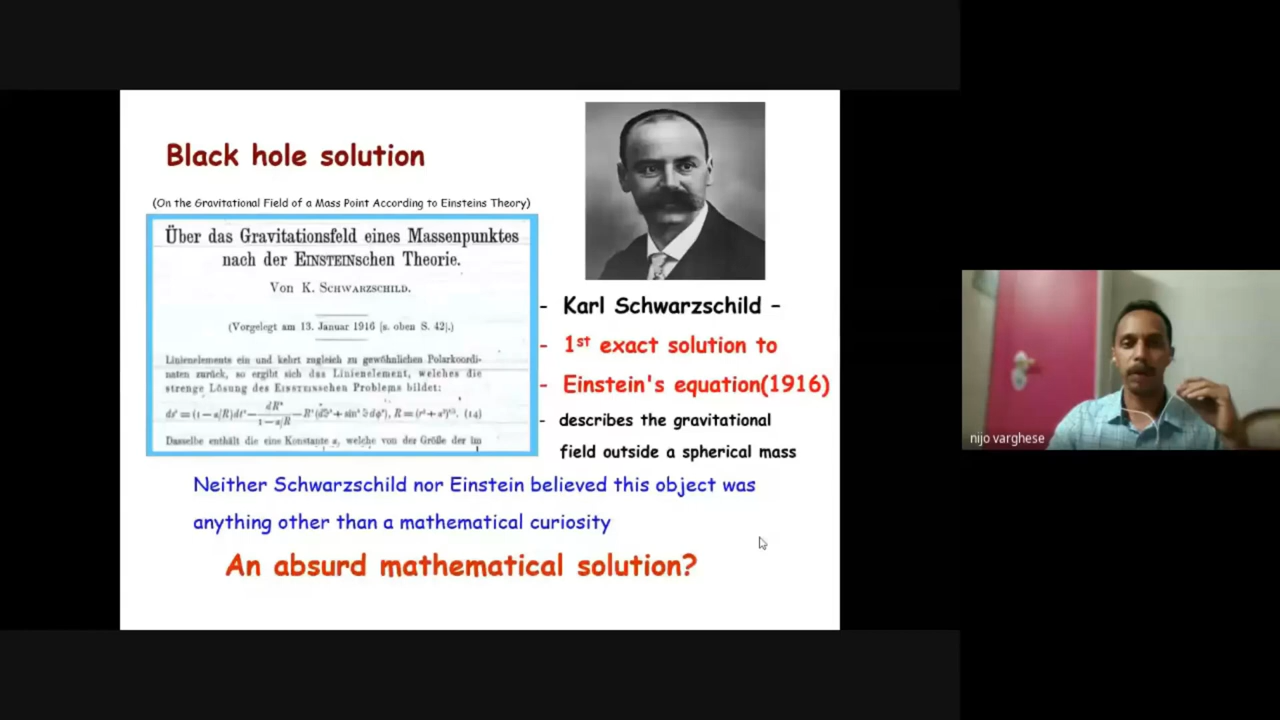 Black hole solution
(On the Gravitational Field of a Mass Point According to Einsteins Theory)
Über das Gravitationsfeld eines Massenpunktes
nach der EINSTEINschen Theorie.
Von K. SCHWARZSCHILD.
(Vorgelegt am 13. Januar 1916 [s. oben S. 42].)
Linienelements ein und kehrt zugleich zu gewöhnlichen Polarkoordi-
naten zurück, so ergibt sich das Linienelement, welches die
strenge Lösung des EINSTEINschen Problems bildet:
Dasselbe enthält die eine Konstante α, welche von der Größe der im
- Karl Schwarzschild -
- 1st exact solution to
- Einstein's equation(1916)
- describes the gravitational
field outside a spherical mass
Neither Schwarzschild nor Einstein believed this object was
anything other than a mathematical curiosity
An absurd mathematical solution?
nijo varghese